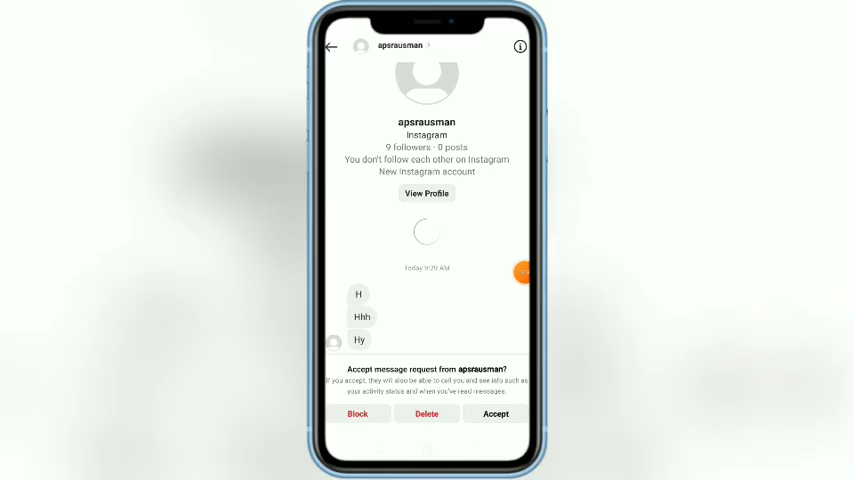 apsrausman
apsrausman
Instagram
9 followers · 0 posts
You don't follow each other on Instagram
New Instagram account
View Profile
Today 9:29 AM
H
Hhh
Hy
Accept message request from apsrausman?
If you accept, they will also be able to call you and see info such as
your activity status and when you've read messages.
Block Delete Accept